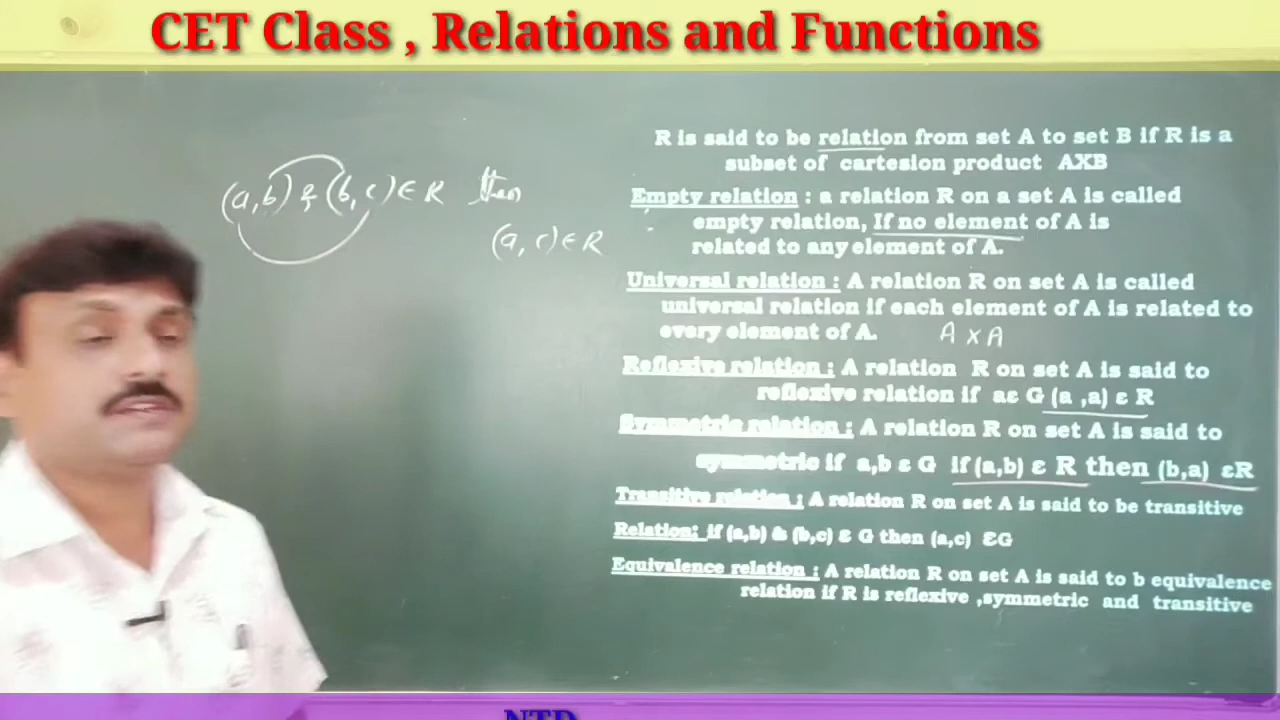 CET Class , Relations and Functions
(a,b) & (b,c) ∈ R then
(a,c) ∈ R
R is said to be relation from set A to set B if R is a
subset of cartesion product AXB
Empty relation : a relation R on a set A is called
empty relation, If no element of A is
related to any element of A.
Universal relation : A relation R on set A is called
universal relation if each element of A is related to
every element of A. A x A
Reflexive relation : A relation R on set A is said to
reflexive relation if aε G (a ,a) ε R
Symmetric relation : A relation R on set A is said to
symmetric if a,b ε G if (a,b) ε R then (b,a) εR
Transitive relation : A relation R on set A is said to be transitive
Relation: if (a,b) & (b,c) ε G then (a,c) ƐG
Equivalence relation : A relation R on set A is said to b equivalence
relation if R is reflexive ,symmetric and transitive